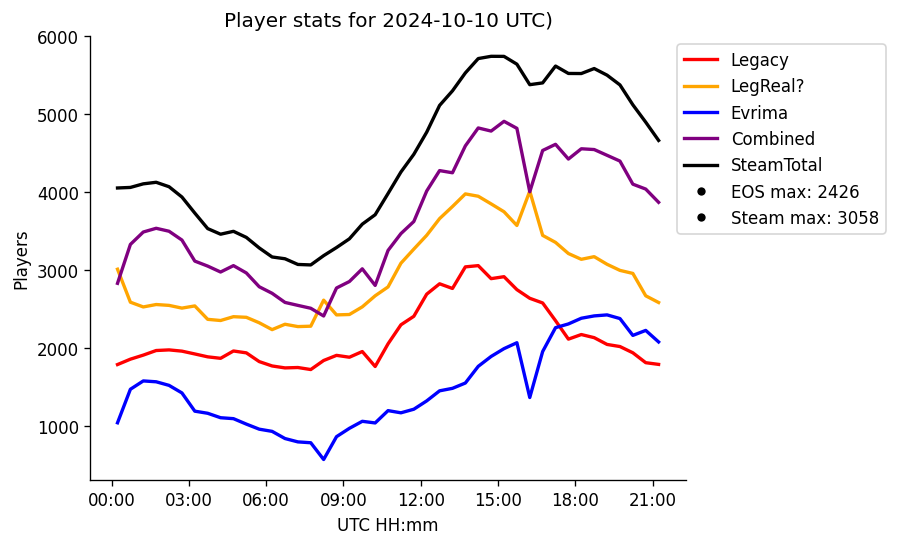 Player stats for 2024-10-10 UTC)
6000
5000
4000
3000
2000
1000
Players
00:00 03:00 06:00 09:00 12:00 15:00 18:00 21:00
UTC HH:mm
Legacy
LegReal?
Evrima
Combined
SteamTotal
EOS max: 2426
Steam max: 3058